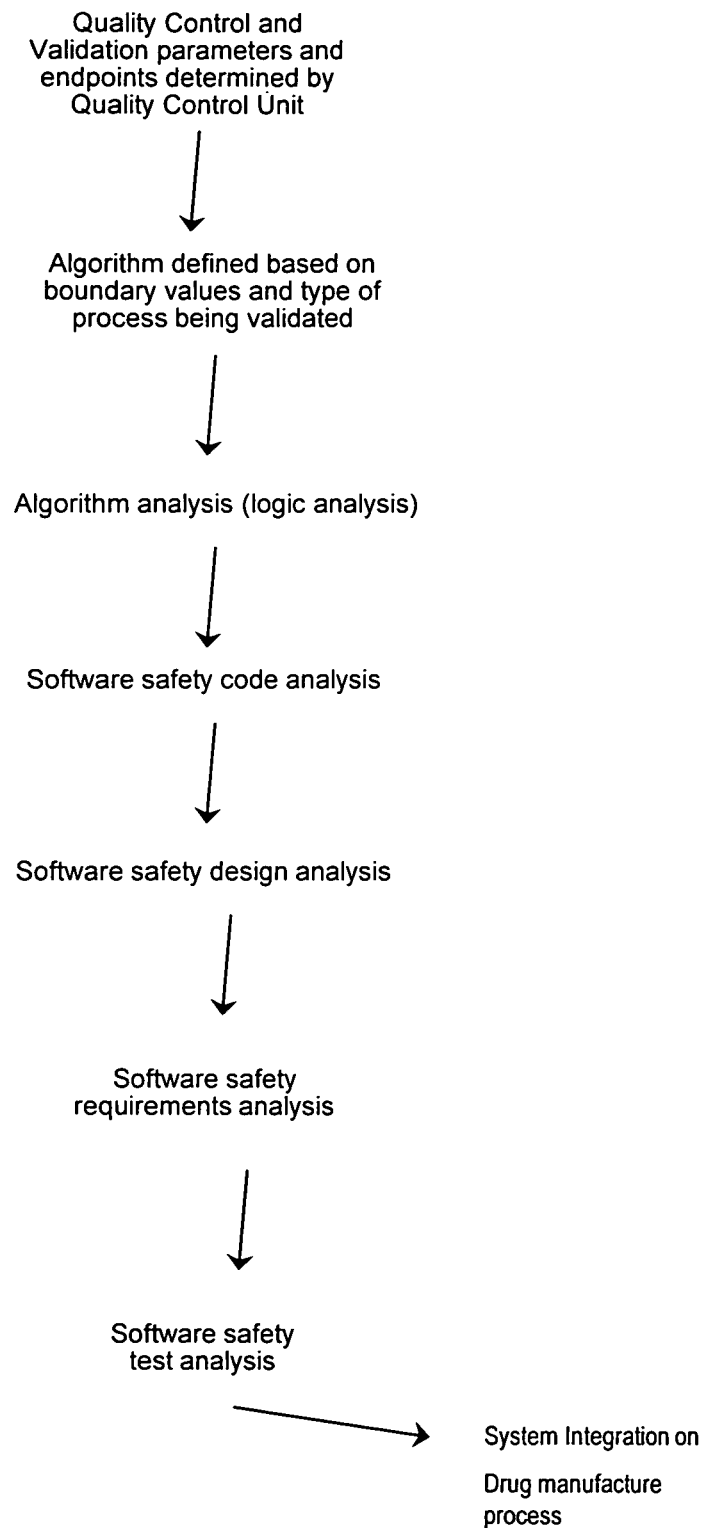 Quality Control and
Validation parameters and
endpoints determined by
Quality Control Unit
Algorithm defined based on
boundary values and type of
process being validated
Algorithm analysis (logic analysis)
Software safety code analysis
Software safety design analysis
Software safety
requirements analysis
Software safety
test analysis
System Integration on
Drug manufacture
process